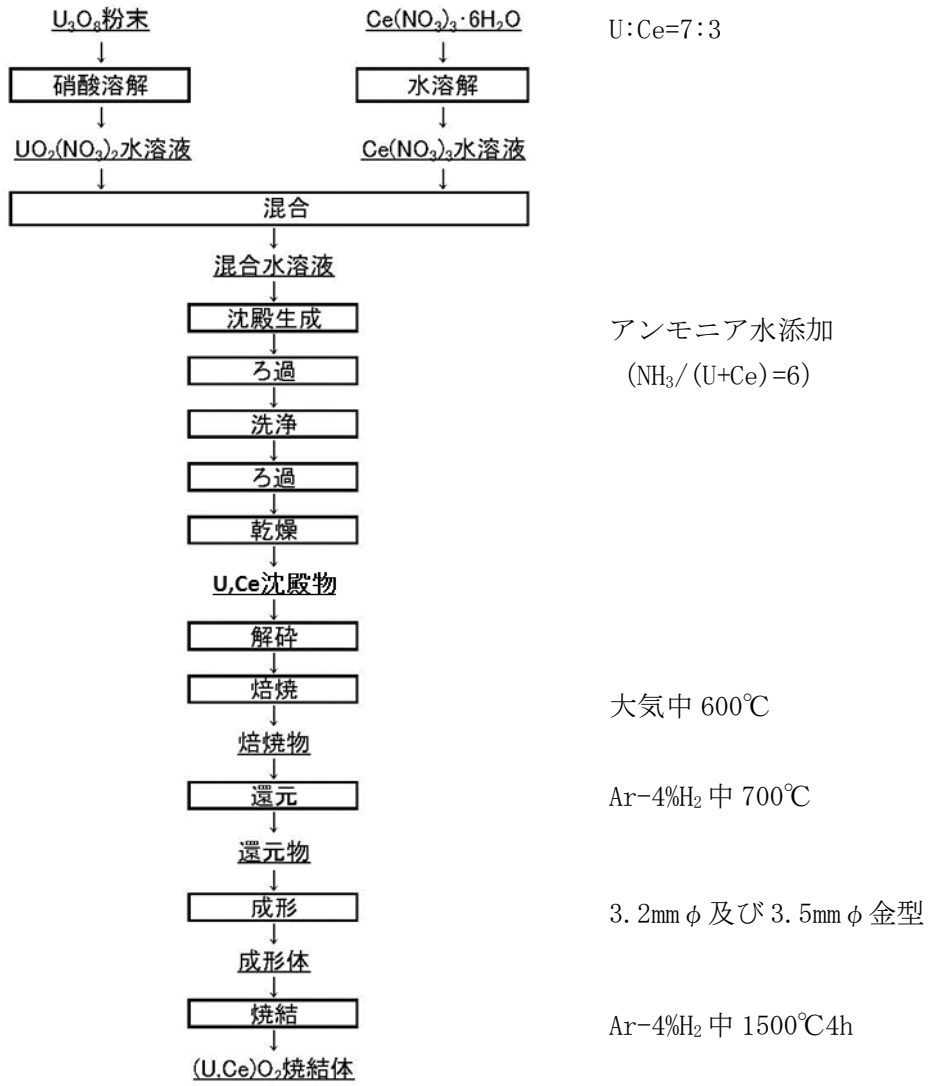 U₃O₈粉末 Ce(NO₃)₃·6H₂O U:Ce=7:3
↓ ↓
硝酸溶解 水溶解
↓ ↓
UO₂(NO₃)₂水溶液 Ce(NO₃)₃水溶液
↓ ↓
混合
↓
混合水溶液
↓
沈殿生成 アンモニア水添加
↓
ろ過 (NH₃/(U+Ce)=6)
↓
洗浄
↓
ろ過
↓
乾燥
↓
U,Ce沈殿物
↓
解砕
↓
焙焼 大気中 600℃
↓
焙焼物
↓
還元 Ar-4%H₂中 700℃
↓
還元物
↓
成形 3.2mmφ及び 3.5mmφ金型
↓
成形体
↓
焼結 Ar-4%H₂中 1500℃4h
↓
(U,Ce)O₂焼結体